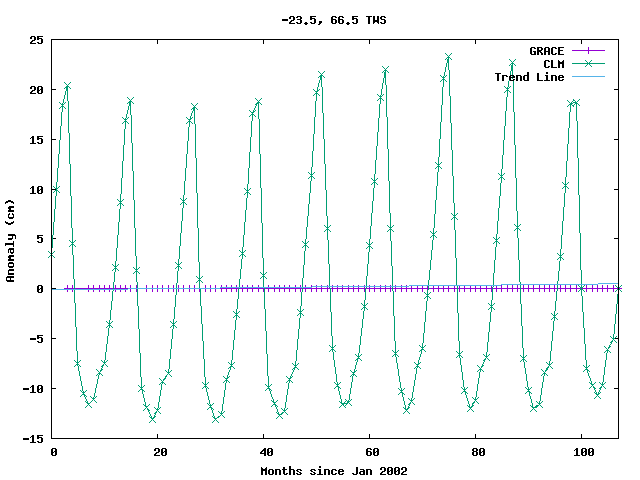 -23.5, 66.5 TWS
GRACE
CLM
Trend Line
25
20
15
10
5
0
-5
-10
-15
Anomaly (cm)
0 20 40 60 80 100
Months since Jan 2002